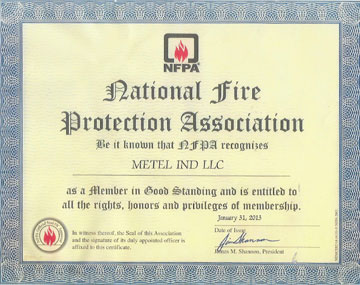 NFPA®
National Fire
Protection Association
Be it known that NFPA recognizes
METEL IND LLC
as a Member in Good Standing and is entitled to
all the rights, honors and privileges of membership.
January 31, 2013
Date of Issue
In witness thereof, the Seal of this Association
and the signature of its duly appointed officer is
affixed to this certificate.
James M. Shannon, President